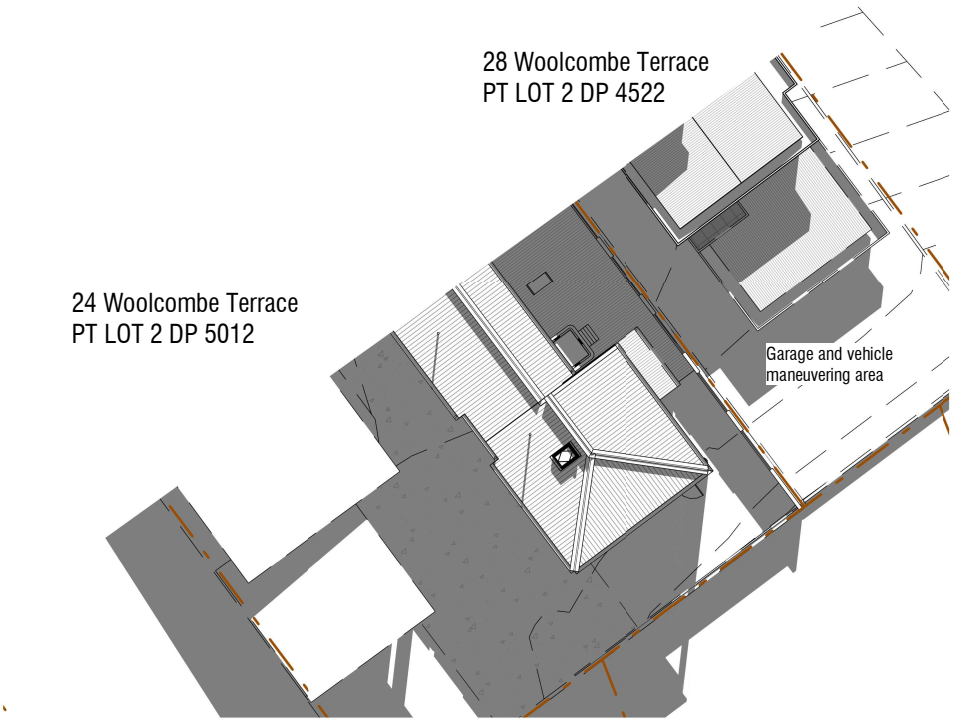 28 Woolcombe Terrace
PT LOT 2 DP 4522
24 Woolcombe Terrace
PT LOT 2 DP 5012
Garage and vehicle
maneuvering area